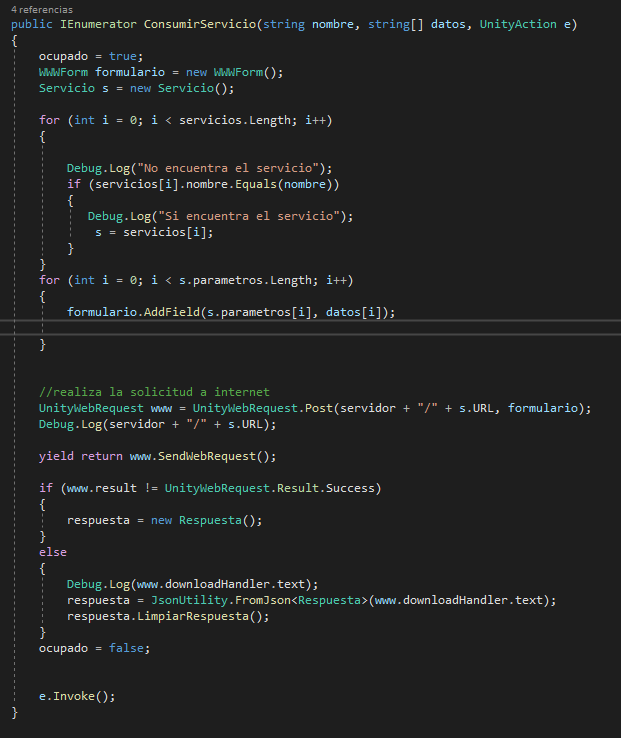 4 referencias
public IEnumerator ConsumirServicio(string nombre, string[] datos, UnityAction e)
{
ocupado = true;
WWWForm formulario = new WWWForm();
Servicio s = new Servicio();
for (int i = 0; i < servicios.Length; i++)
{
Debug.Log("No encuentra el servicio");
if (servicios[i].nombre.Equals(nombre))
{
Debug.Log("Si encuentra el servicio");
s = servicios[i];
}
}
for (int i = 0; i < s.parametros.Length; i++)
{
formulario.AddField(s.parametros[i], datos[i]);
}
//realiza la solicitud a internet
UnityWebRequest www = UnityWebRequest.Post(servidor + "/" + s.URL, formulario);
Debug.Log(servidor + "/" + s.URL);
yield return www.SendWebRequest();
if (www.result != UnityWebRequest.Result.Success)
{
respuesta = new Respuesta();
}
else
{
Debug.Log(www.downloadHandler.text);
respuesta = JsonUtility.FromJson<Respuesta>(www.downloadHandler.text);
respuesta.LimpiarRespuesta();
}
ocupado = false;
e.Invoke();
}